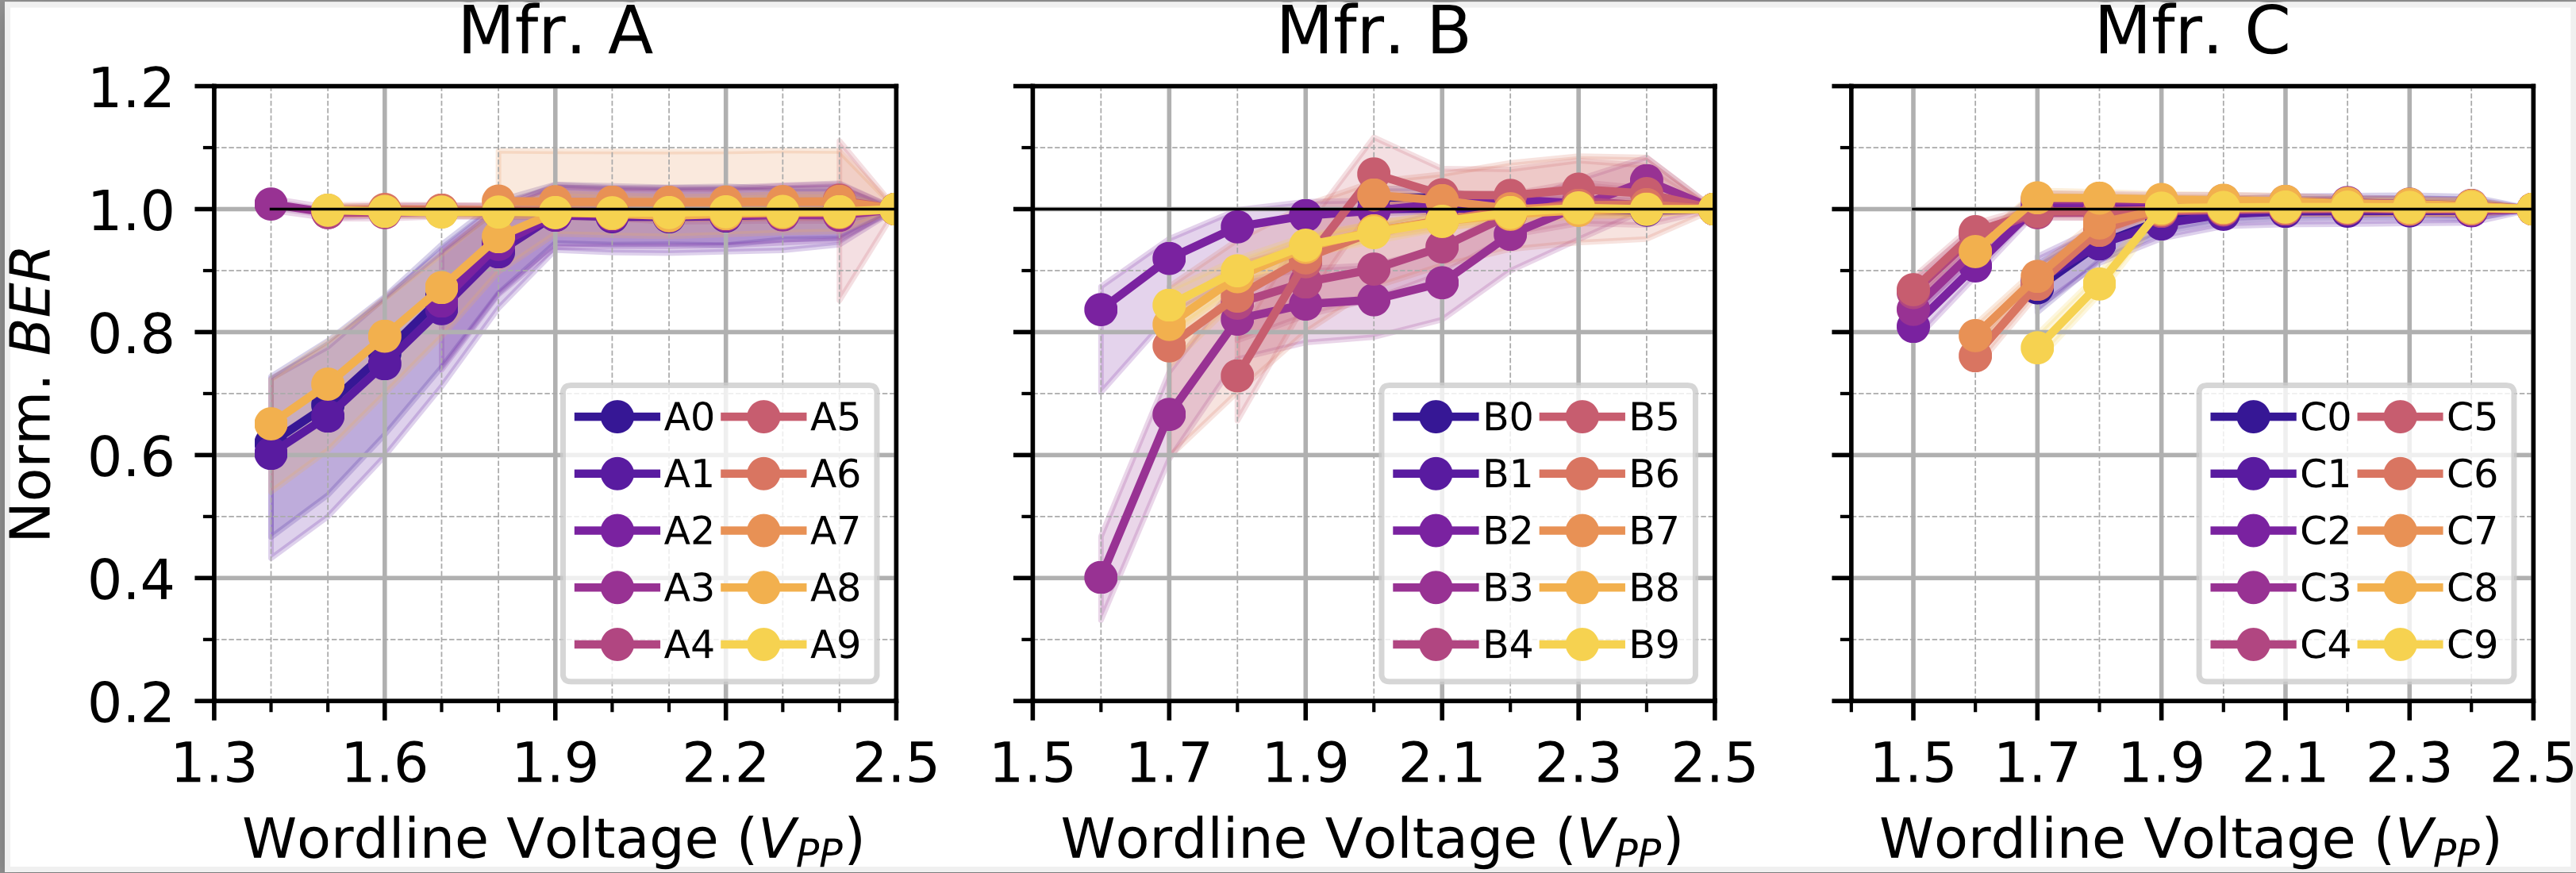 Mfr. A
Mfr. B
Mfr. C
Norm. BER
1.2
1.0
0.8
0.6
0.4
0.2
A0 A5
A1 A6
A2 A7
A3 A8
A4 A9
B0 B5
B1 B6
B2 B7
B3 B8
B4 B9
C0 C5
C1 C6
C2 C7
C3 C8
C4 C9
1.3 1.6 1.9 2.2 2.5
1.5 1.7 1.9 2.1 2.3 2.5
1.5 1.7 1.9 2.1 2.3 2.5
Wordline Voltage (VPP)
Wordline Voltage (VPP)
Wordline Voltage (VPP)